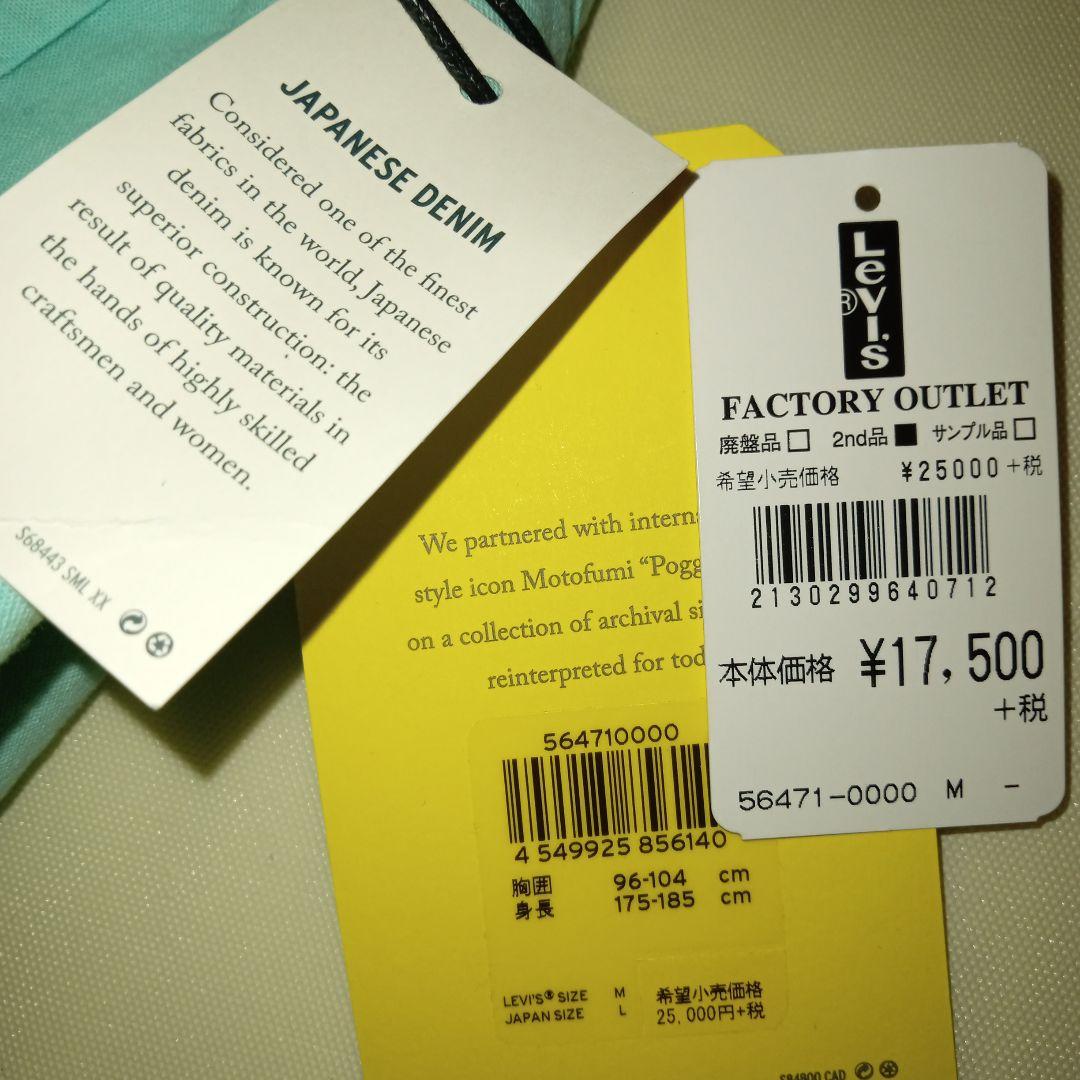 JAPANESE DENIM
Considered one of the finest
fabrics in the world, Japanese
denim is known for its
superior construction: the
result of quality materials in
the hands of highly skilled
craftsmen and women.
S68443 SML XX
We partnered with interna
style icon Motofumi “Pogg
on a collection of archival si
reinterpreted for tod
564710000
4 549925 856140
胸囲 96-104 cm
身長 175-185 cm
LEVI'S® SIZE M
JAPAN SIZE L
希望小売価格
25,000円+税
S84800 CAD
Levi's®
FACTORY OUTLET
廃盤品□ 2nd品■ サンプル品□
希望小売価格 ¥25000+税
2130299640712
本体価格 ¥17,500
+税
56471-0000 M -